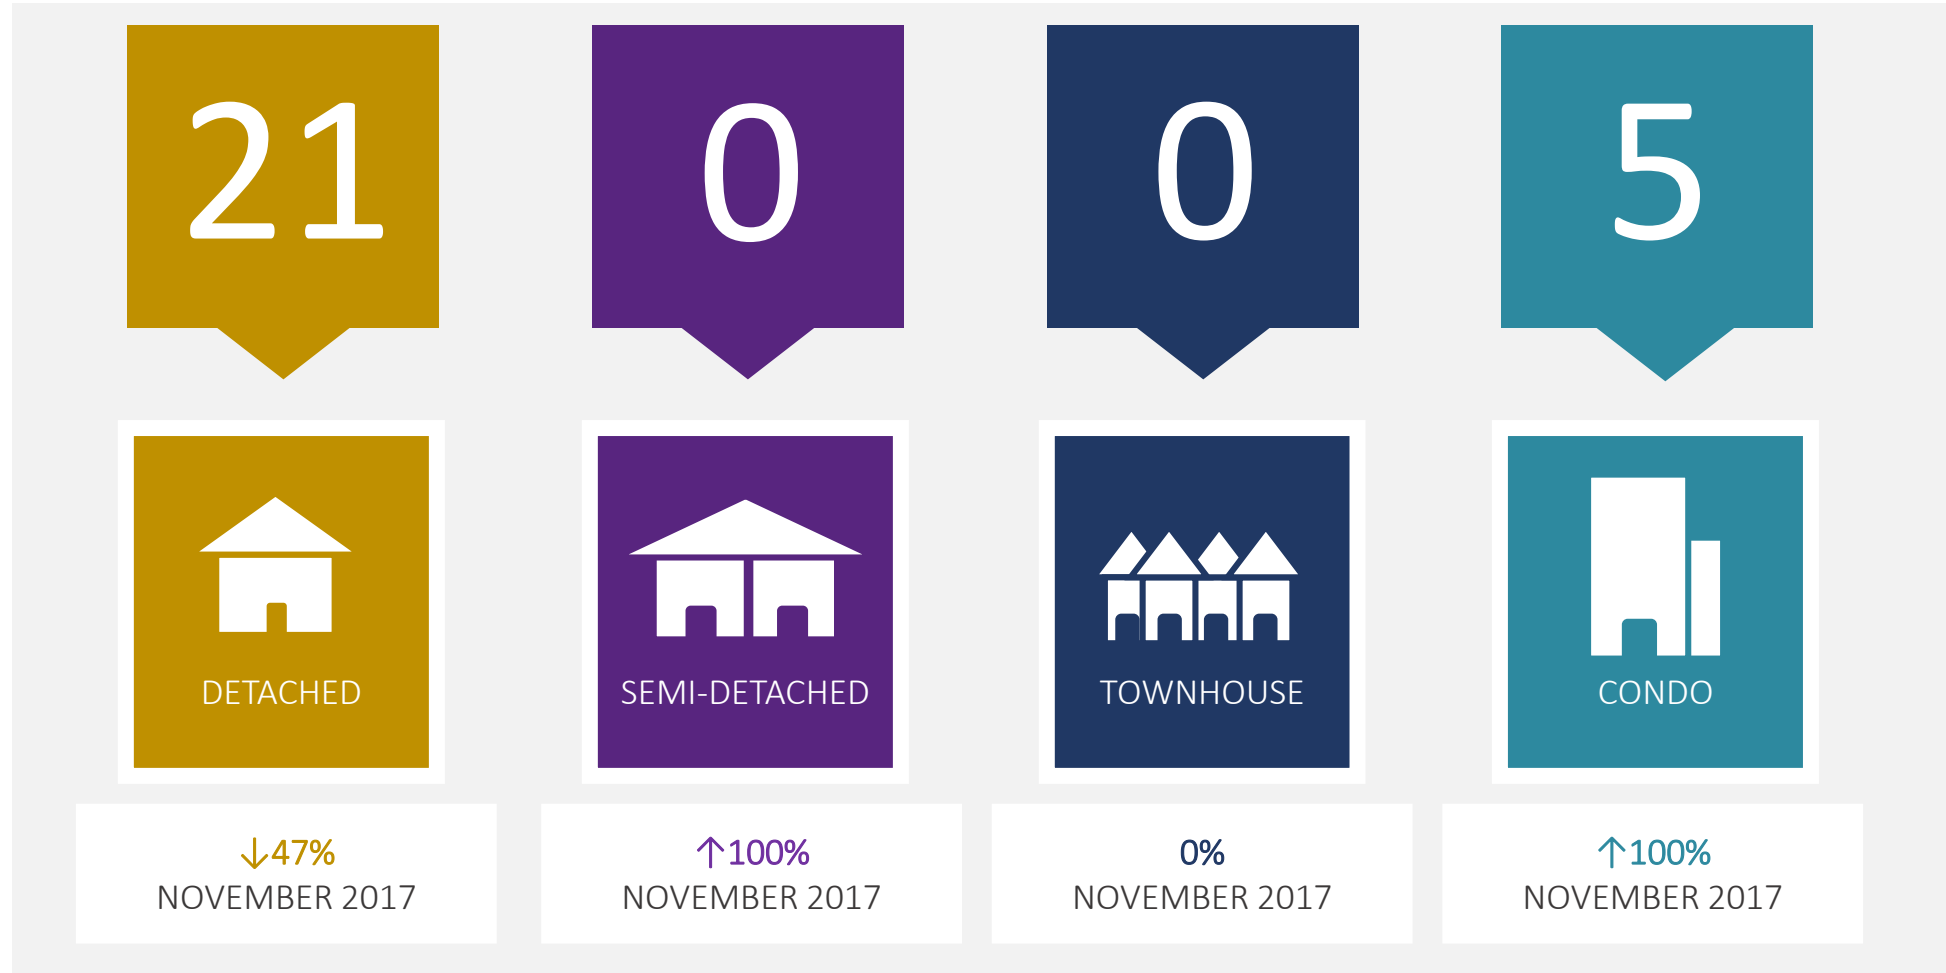 21
0
0
5
DETACHED
SEMI-DETACHED
TOWNHOUSE
CONDO
↓47%
NOVEMBER 2017
↑100%
NOVEMBER 2017
0%
NOVEMBER 2017
↑100%
NOVEMBER 2017